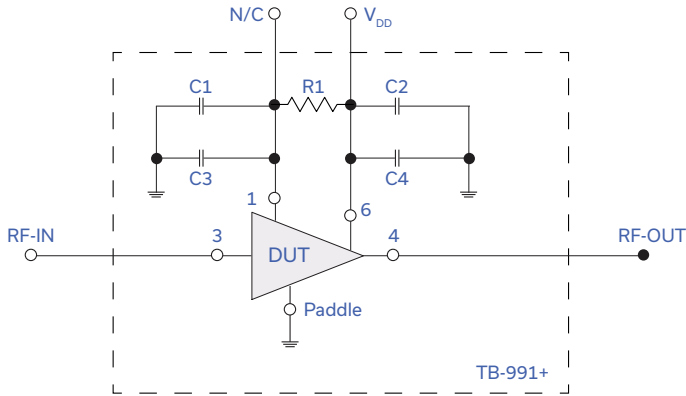 N/C
V_DD
C1
R1
C2
C3
C4
1
6
RF-IN
3
DUT
4
RF-OUT
Paddle
TB-991+